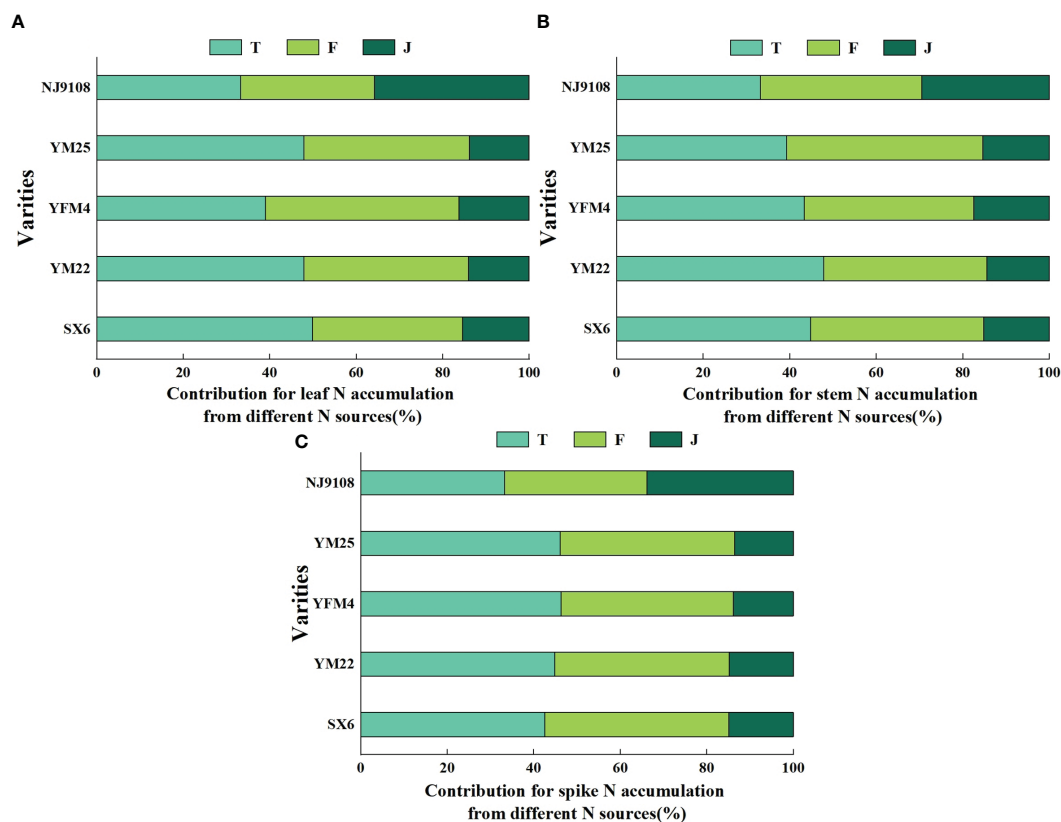 A
T F J
NJ9108
YM25
YFM4
YM22
SX6
Varities
0 20 40 60 80 100
Contribution for leaf N accumulation
from different N sources(%)
B
T F J
NJ9108
YM25
YFM4
YM22
SX6
Varities
0 20 40 60 80 100
Contribution for stem N accumulation
from different N sources(%)
C
T F J
NJ9108
YM25
YFM4
YM22
SX6
Varities
0 20 40 60 80 100
Contribution for spike N accumulation
from different N sources(%)